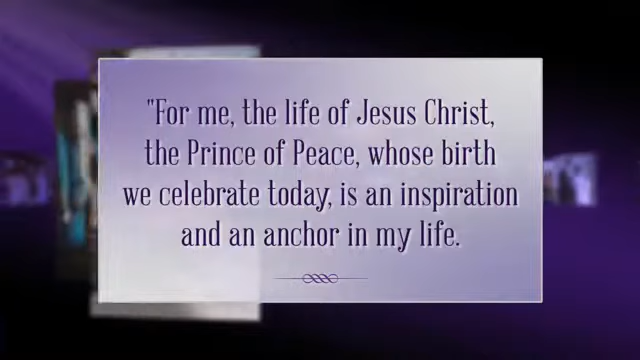 "For me, the life of Jesus Christ,
the Prince of Peace, whose birth
we celebrate today, is an inspiration
and an anchor in my life.